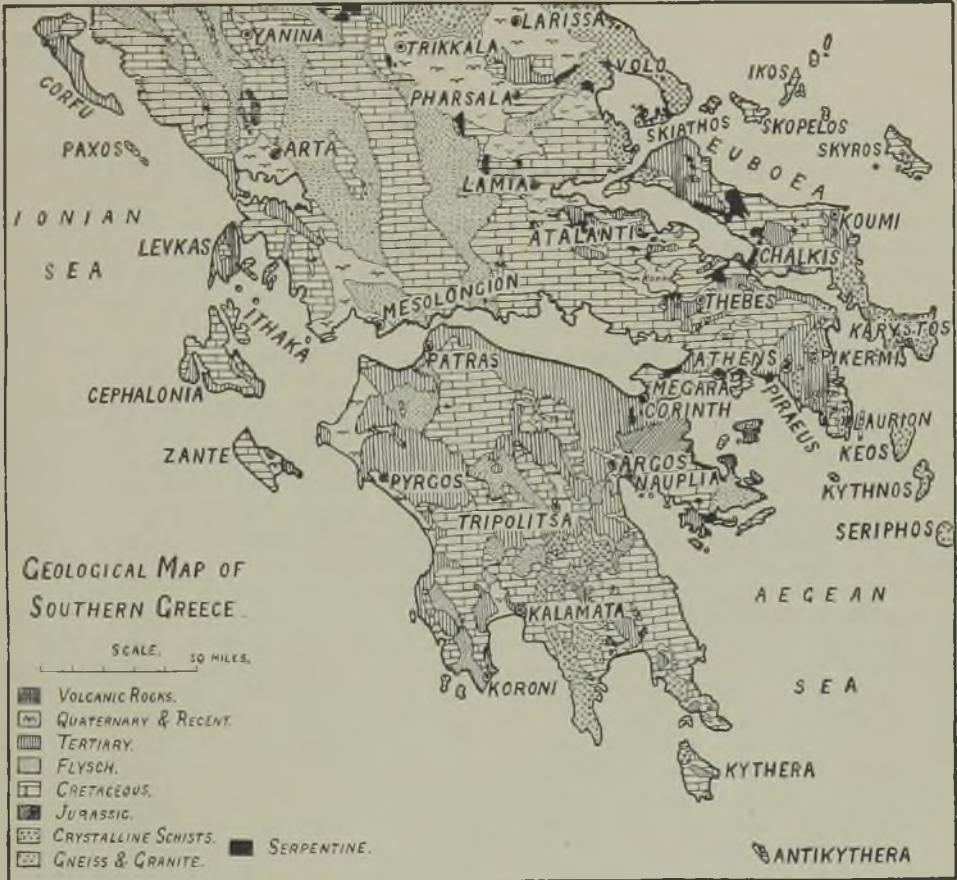 YANINA
LARISSA
TRIKKALA
VOLO
CORFU
PHARSALA
IKOSA
SKIATHOS
SKOPELOS
PAXOS
ARTA
EUBOEA
SKYROS
LAMIA
IONIAN
SEA
LEVKAS
ATALANTI
KOUMI
CHALKIS
MESOLONGION
THEBES
ITHAKA
KARYSTOS
PATRAS
ATHENS
PIKERMI
CEPHALONIA
MEGARA
CORINTH
PIRAEUS
LAURION
KEOS
ZANTE
ARGOS
NAUPLIA
PYRGOS
KYTHNOS
TRIPOLITSA
SERIPHOS
GEOLOGICAL MAP OF
SOUTHERN GREECE.
AEGEAN
SEA
KALAMATA
SCALE.
50 MILES.
KORONI
VOLCANIC ROCKS.
QUATERNARY & RECENT.
TERTIARY.
FLYSCH.
CRETACEOUS.
JURASSIC.
CRYSTALLINE SCHISTS.
GNEISS & GRANITE.
SERPENTINE.
KYTHERA
ANTIKYTHERA